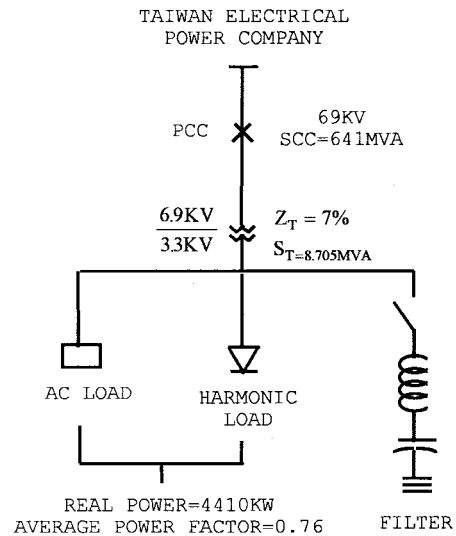 TAIWAN ELECTRICAL
POWER COMPANY
PCC
69KV
SCC=641MVA
6.9KV
3.3KV
Z_T = 7%
S_T=8.705MVA
AC LOAD
HARMONIC
LOAD
REAL POWER=4410KW
AVERAGE POWER FACTOR=0.76
FILTER